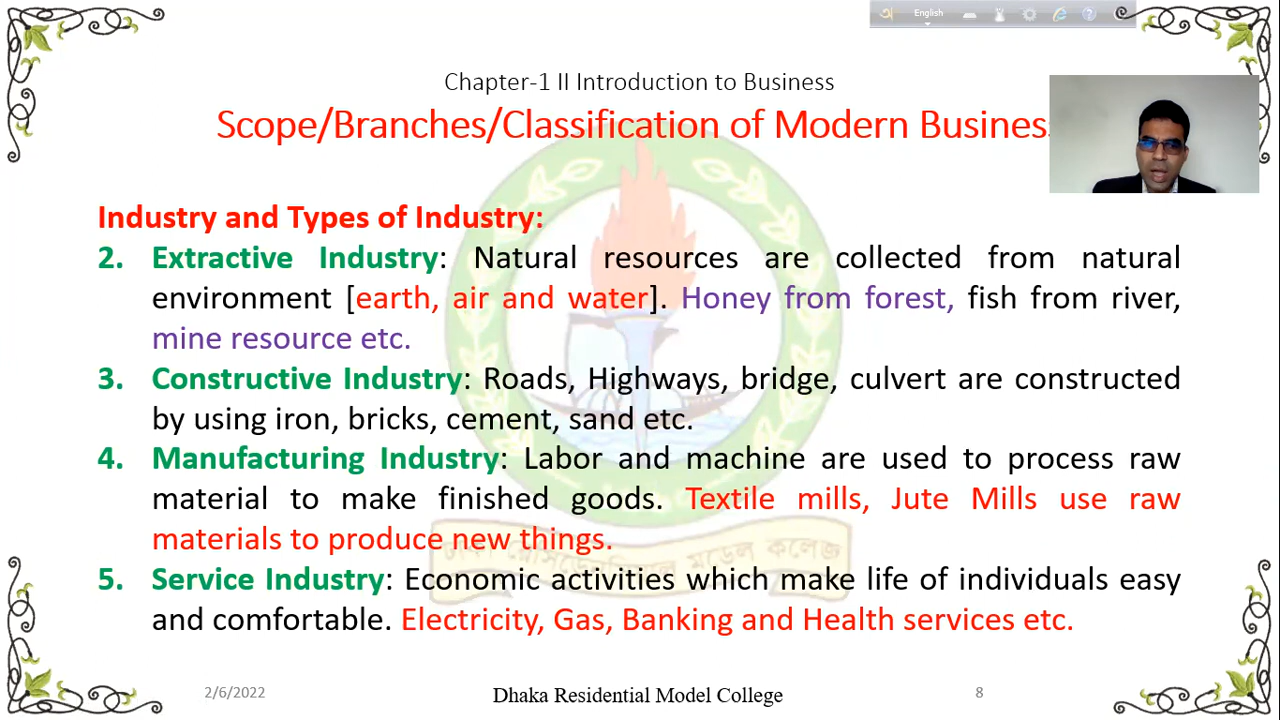 English
Chapter-1 II Introduction to Business
Scope/Branches/Classification of Modern Busines
Industry and Types of Industry:
2. Extractive Industry: Natural resources are collected from natural
environment [earth, air and water]. Honey from forest, fish from river,
mine resource etc.
3. Constructive Industry: Roads, Highways, bridge, culvert are constructed
by using iron, bricks, cement, sand etc.
4. Manufacturing Industry: Labor and machine are used to process raw
material to make finished goods. Textile mills, Jute Mills use raw
materials to produce new things.
5. Service Industry: Economic activities which make life of individuals easy
and comfortable. Electricity, Gas, Banking and Health services etc.
ঢাকা রেসিডেনসিয়াল মডেল কলেজ
2/6/2022 Dhaka Residential Model College 8